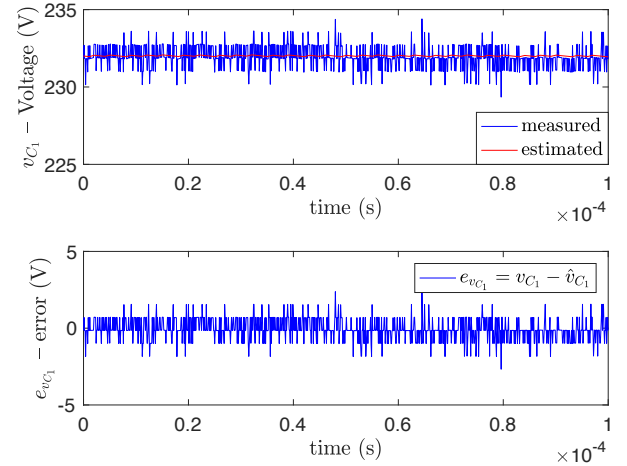 235
230
225
v_{C_1} − Voltage (V)
measured
estimated
0 0.2 0.4 0.6 0.8 1
time (s)
×10^{-4}
5
0
-5
e_{v_{C_1}} − error (V)
e_{v_{C_1}} = v_{C_1} − v̂_{C_1}
0 0.2 0.4 0.6 0.8 1
time (s)
×10^{-4}